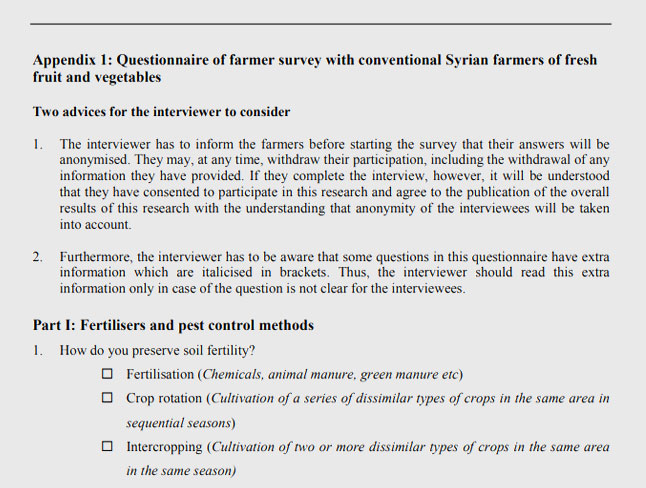 Appendix 1: Questionnaire of farmer survey with conventional Syrian farmers of fresh
fruit and vegetables
Two advices for the interviewer to consider
1. The interviewer has to inform the farmers before starting the survey that their answers will be
anonymised. They may, at any time, withdraw their participation, including the withdrawal of any
information they have provided. If they complete the interview, however, it will be understood
that they have consented to participate in this research and agree to the publication of the overall
results of this research with the understanding that anonymity of the interviewees will be taken
into account.
2. Furthermore, the interviewer has to be aware that some questions in this questionnaire have extra
information which are italicised in brackets. Thus, the interviewer should read this extra
information only in case of the question is not clear for the interviewees.
Part I: Fertilisers and pest control methods
1. How do you preserve soil fertility?
☐ Fertilisation (Chemicals, animal manure, green manure etc)
☐ Crop rotation (Cultivation of a series of dissimilar types of crops in the same area in
sequential seasons)
☐ Intercropping (Cultivation of two or more dissimilar types of crops in the same area
in the same season)